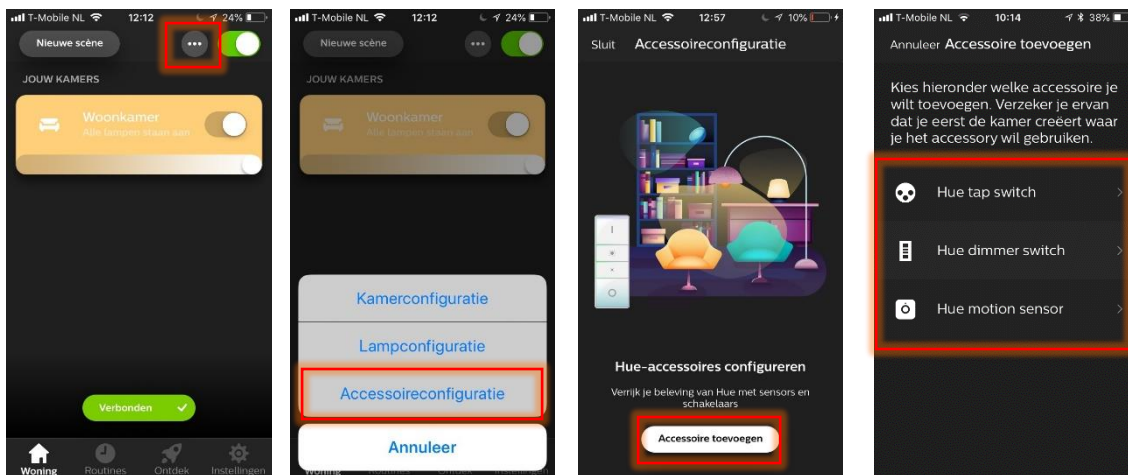 T-Mobile NL 12:12 24%
Nieuwe scène
JOUW KAMERS
Woonkamer
Alle lampen staan aan
Verbonden
Woning Routines Ontdek Instellingen
T-Mobile NL 12:12 24%
Nieuwe scène
JOUW KAMERS
Woonkamer
Alle lampen staan aan
Kamerconfiguratie
Lampconfiguratie
Accessoireconfiguratie
Annuleer
Woning Routines Ontdek Instellingen
T-Mobile NL 12:57 10%
Sluit Accessoireconfiguratie
Hue-accessoires configureren
Verrijk je beleving van Hue met sensors en
schakelaars
Accessoire toevoegen
T-Mobile NL 10:14 38%
Annuleer Accessoire toevoegen
Kies hieronder welke accessoire je
wilt toevoegen. Verzeker je ervan
dat je eerst de kamer creëert waar
je het accessory wil gebruiken.
Hue tap switch
Hue dimmer switch
Hue motion sensor